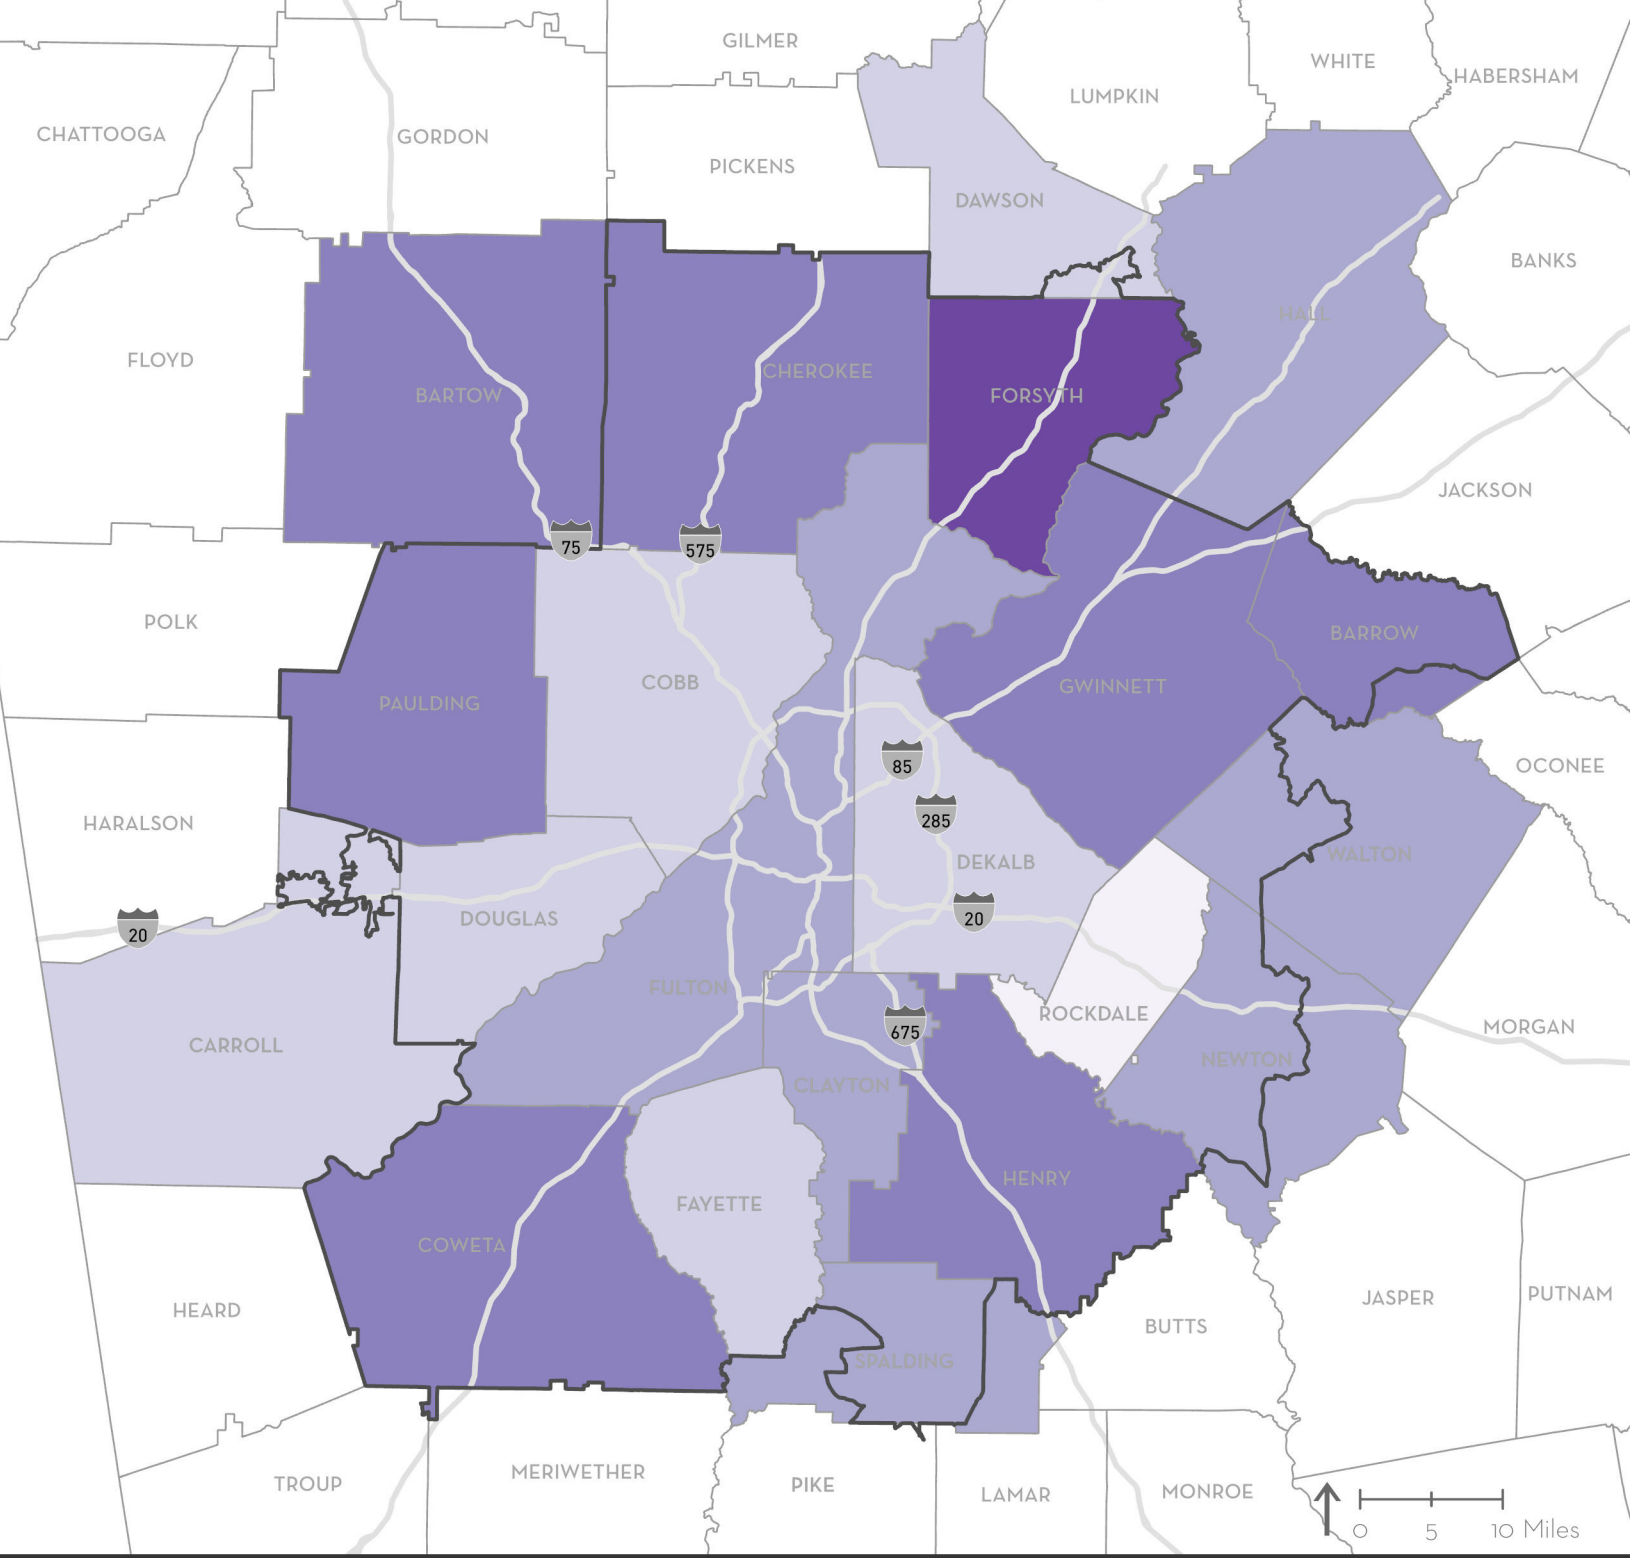 GILMER
WHITE
HABERSHAM
LUMPKIN
CHATTOOGA
GORDON
PICKENS
DAWSON
BANKS
HALL
FLOYD
CHEROKEE
BARTOW
FORSYTH
JACKSON
75
575
POLK
BARROW
COBB
GWINNETT
PAULDING
85
OCONEE
285
HARALSON
WALTON
DEKALB
20
DOUGLAS
20
FULTON
ROCKDALE
675
MORGAN
CARROLL
NEWTON
CLAYTON
HENRY
FAYETTE
COWETA
PUTNAM
JASPER
HEARD
BUTTS
SPALDING
MERIWETHER
TROUP
PIKE
LAMAR
MONROE
0 5 10 Miles